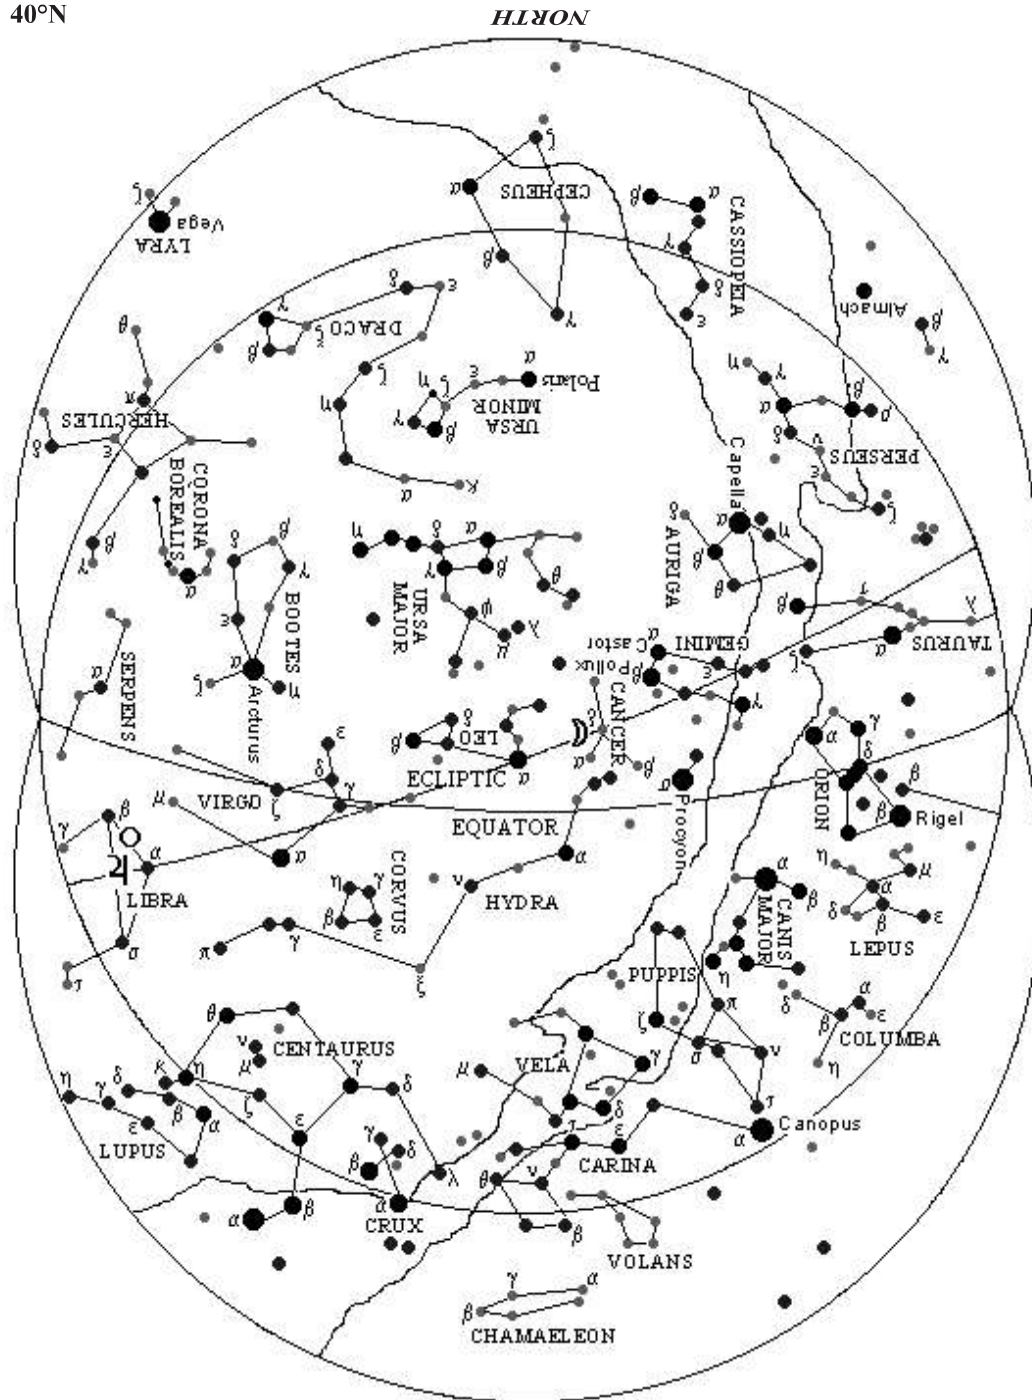 40°N
NORTH
ζ
α
CEPHEUS
β
γ
ζ
Vega
LYRA
β
α
CASSIOPEIA
γ
δ
ε
Almach
β
γ
θ
γ
β
ξ
DRACO
δ
ε
ζ
η
α
κ
α
Polaris
ε
ζ
η
γ
β
URSA
MINOR
η
γ
α
β
ρ
δ
ν
PERSEUS
ε
ζ
π
HERCULES
δ
ε
β
γ
CORONA
BOREALIS
α
δ
β
γ
BOOTES
ε
α
ζ
η
Arcturus
η
δ
α
γ
β
θ
URSA
MAJOR
ψ
μ
λ
Capella
α
δ
η
β
AURIGA
θ
β
τ
λ
ζ
α
TAURUS
α
Castor
GEMINI
Pollux
β
ε
γ
CANCER
δ
α
β
SERPENS
α
β
LEO
δ
ECLIPTIC
α
ε
δ
VIRGO
γ
ζ
μ
α
EQUATOR
α
Procyon
α
γ
δ
ORION
β
β
Rigel
γ
β
α
LIBRA
σ
τ
CORVUS
η
γ
β
ε
ν
HYDRA
α
π
γ
ξ
α
β
CANIS
MAJOR
η
η
μ
α
δ
β
ε
LEPUS
PUPPIS
π
ζ
σ
ν
τ
δ
α
β
ε
COLUMBA
η
θ
ν
CENTAURUS
μ
κ
η
γ
δ
ζ
ε
λ
VELA
μ
γ
δ
η
γ
δ
β
α
ε
LUPUS
γ
δ
β
α
CRUX
α
β
τ
ε
CARINA
θ
ν
β
α
Canopus
VOLANS
γ
α
β
CHAMAELEON